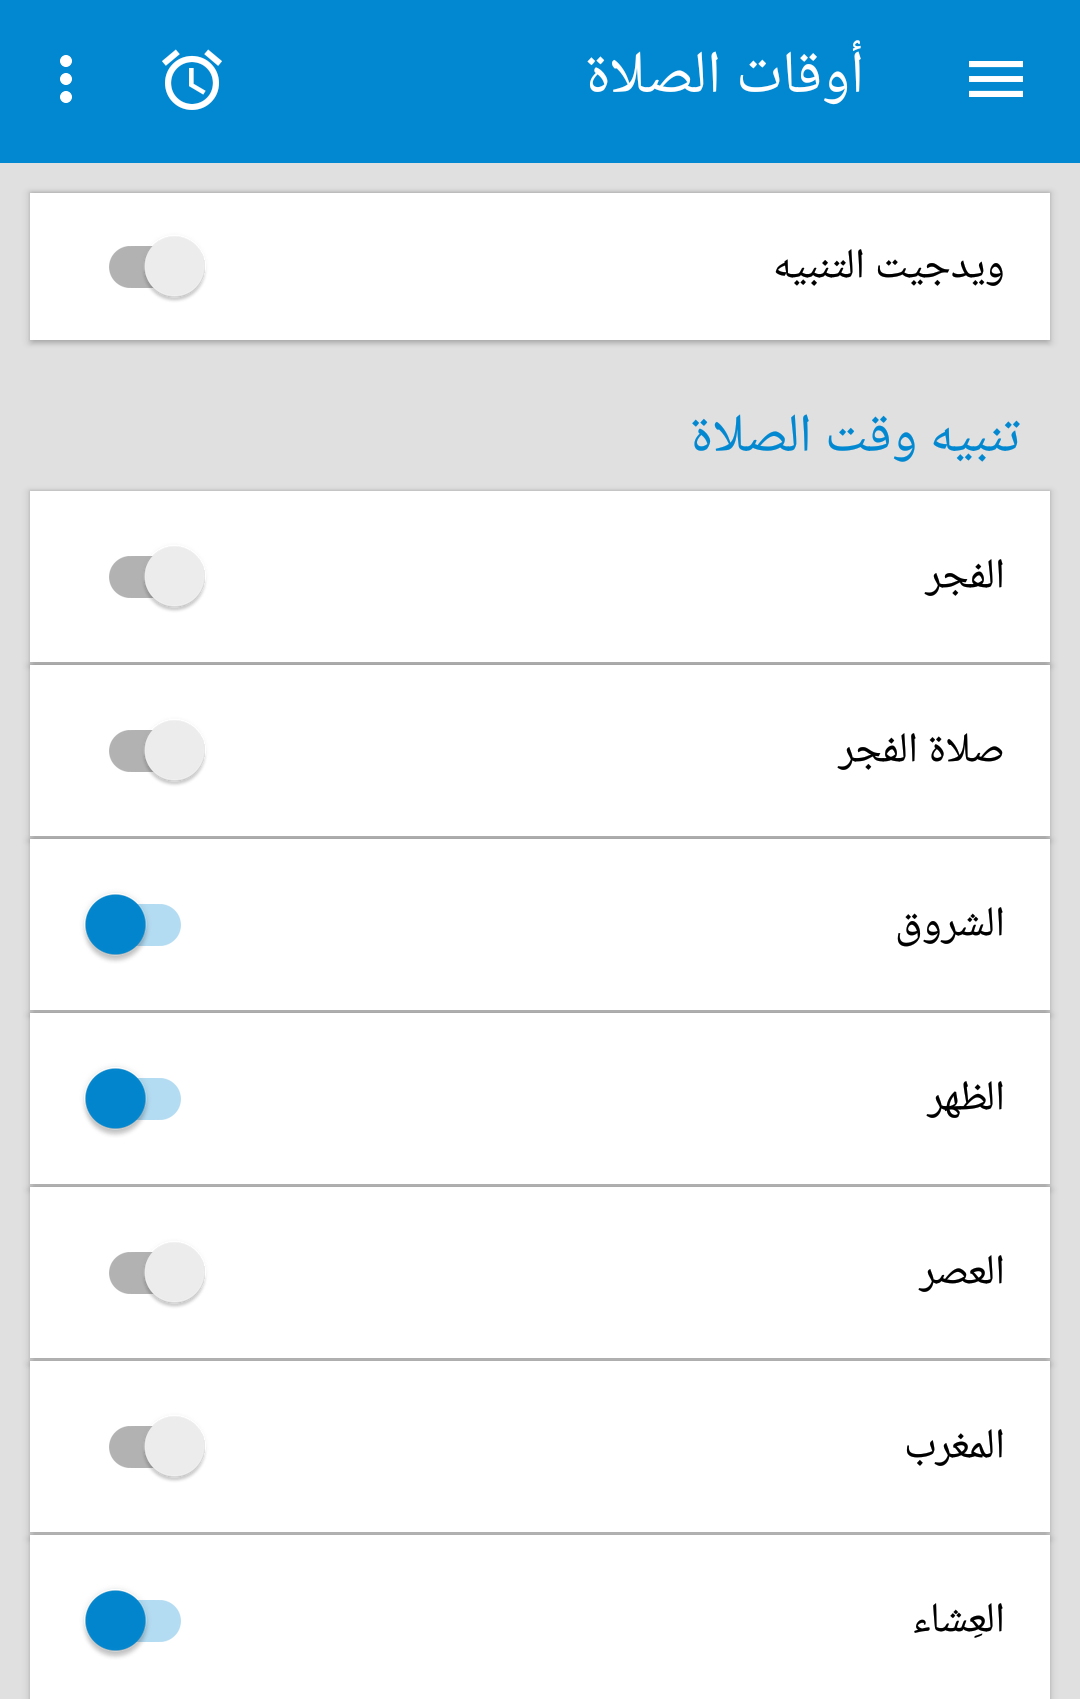 أوقات الصلاة
ويدجيت التنبيه
تنبيه وقت الصلاة
الفجر
صلاة الفجر
الشروق
الظهر
العصر
المغرب
العِشاء